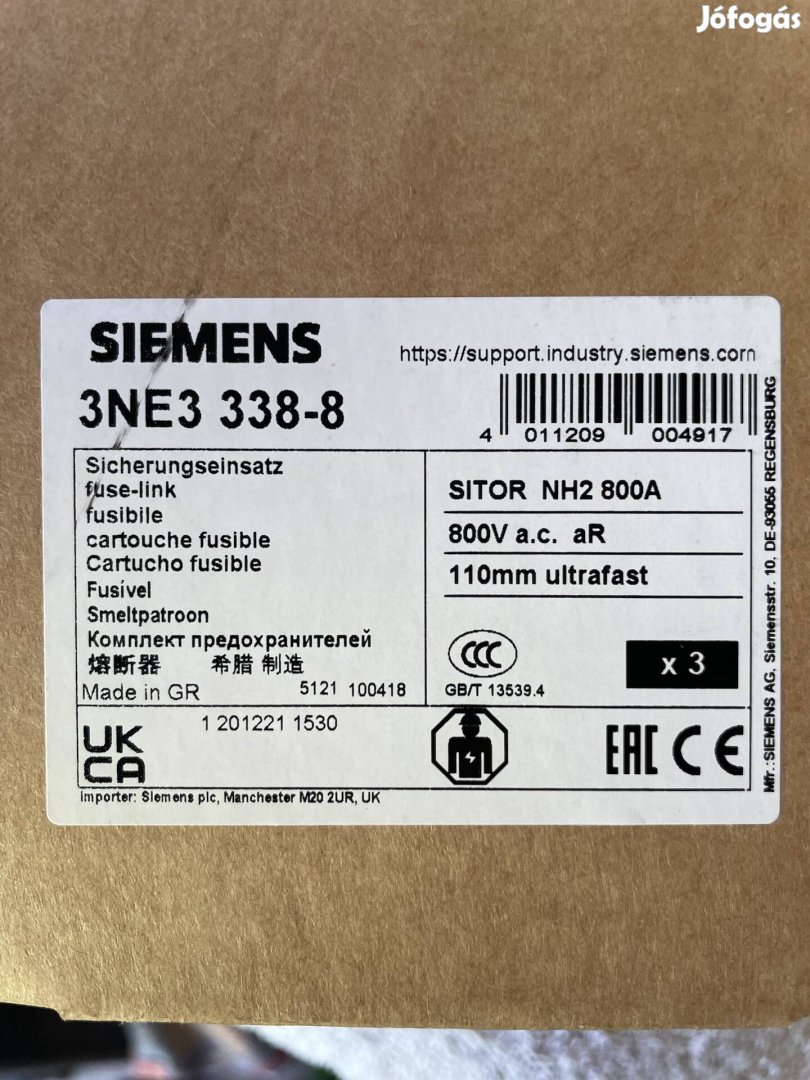 Jófogás
SIEMENS
https://support.industry.siemens.com
3NE3 338-8
4 011209 004917
Sicherungseinsatz
fuse-link
fusibile
cartouche fusible
Cartucho fusible
Fusível
Smeltpatroon
Комплект предохранителей
熔断器 希腊 制造
Made in GR 5121 100418
SITOR NH2 800A
800V a.c. aR
110mm ultrafast
CCC
GB/T 13539.4
x 3
1 201221 1530
UK
CA
EAC CE
Importer: Siemens plc, Manchester M20 2UR, UK
Mfr.: SIEMENS AG, Siemensstr. 10, DE-93055 REGENSBURG